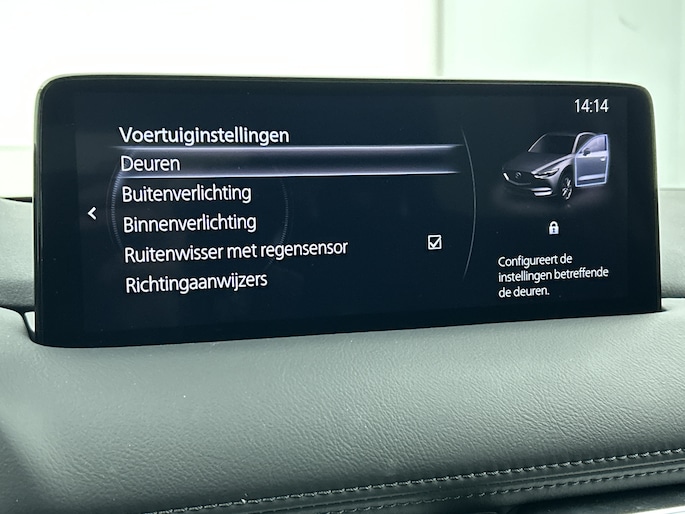 14:14
Voertuiginstellingen
Deuren
Buitenverlichting
Binnenverlichting
Ruitenwisser met regensensor
Richtingaanwijzers
Configureert de
instellingen betreffende
de deuren.